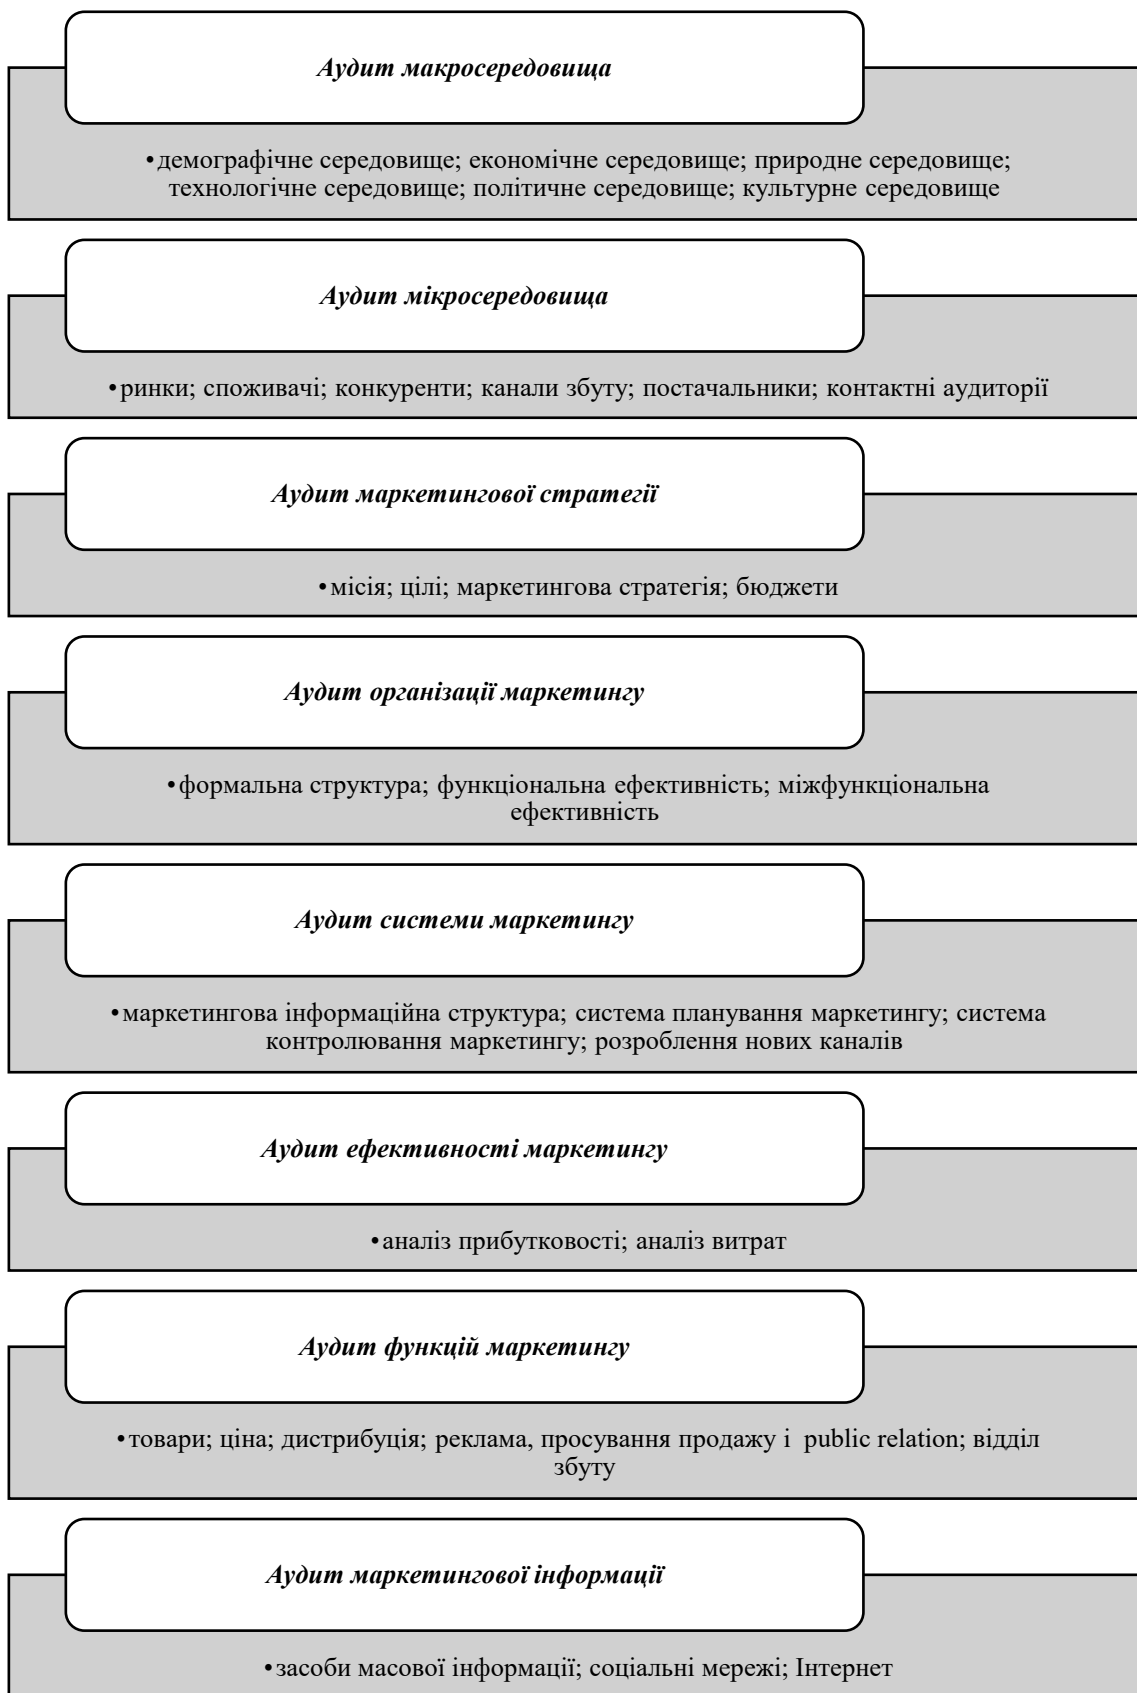 Аудит макросередовища
•демографічне середовище; економічне середовище; природне середовище;
технологічне середовище; політичне середовище; культурне середовище
Аудит мікросередовища
•ринки; споживачі; конкуренти; канали збуту; постачальники; контактні аудиторії
Аудит маркетингової стратегії
•місія; цілі; маркетингова стратегія; бюджети
Аудит організації маркетингу
•формальна структура; функціональна ефективність; міжфункціональна
ефективність
Аудит системи маркетингу
•маркетингова інформаційна структура; система планування маркетингу; система
контролювання маркетингу; розроблення нових каналів
Аудит ефективності маркетингу
•аналіз прибутковості; аналіз витрат
Аудит функцій маркетингу
•товари; ціна; дистрибуція; реклама, просування продажу і public relation; відділ
збуту
Аудит маркетингової інформації
•засоби масової інформації; соціальні мережі; Інтернет